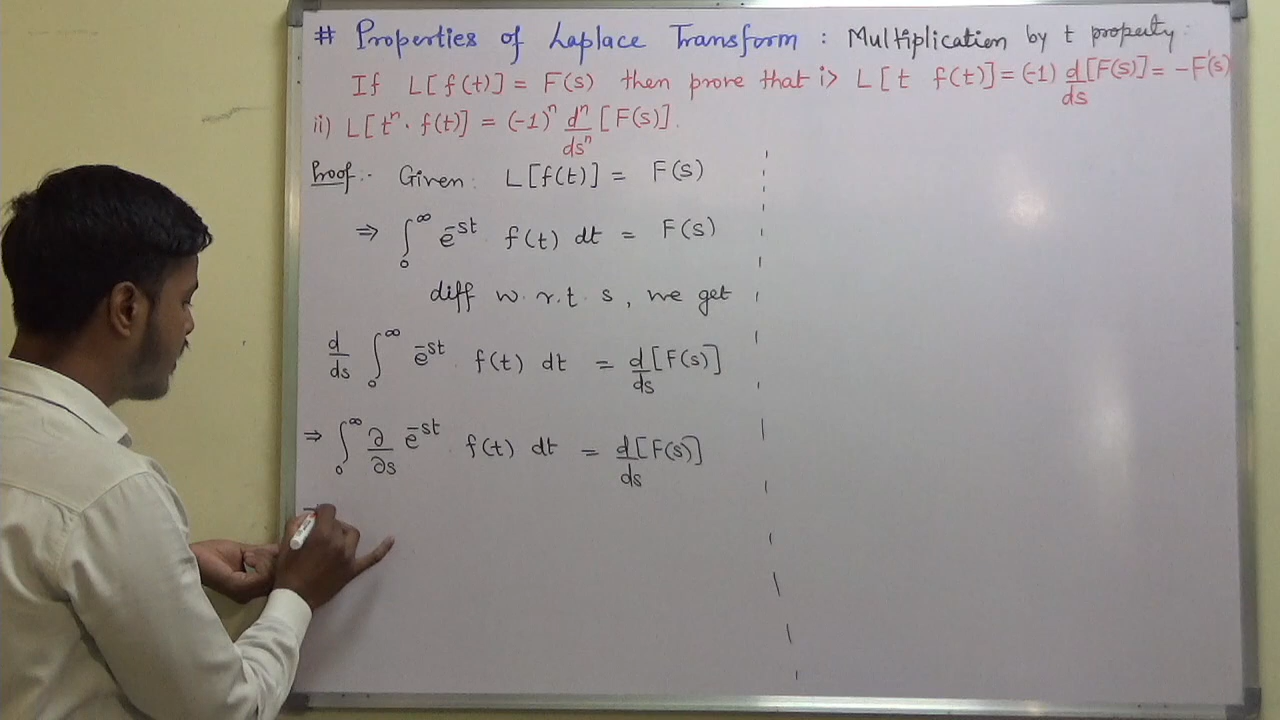 # Properties of Laplace Transform : Multiplication by t property:
If L[f(t)] = F(s) then prove that i> L[t f(t)] = (-1) d/ds [F(s)] = -F'(s)
ii) L[tⁿ. f(t)] = (-1)ⁿ dⁿ/dsⁿ [F(s)].
Proof:- Given: L[f(t)] = F(s)
⇒ ∫₀^∞ e^-st f(t) dt = F(s)
diff w.r.t. s, we get
d/ds ∫₀^∞ e^-st f(t) dt = d/ds [F(s)]
⇒ ∫₀^∞ ∂/∂s e^-st . f(t) dt = d/ds [F(s)]